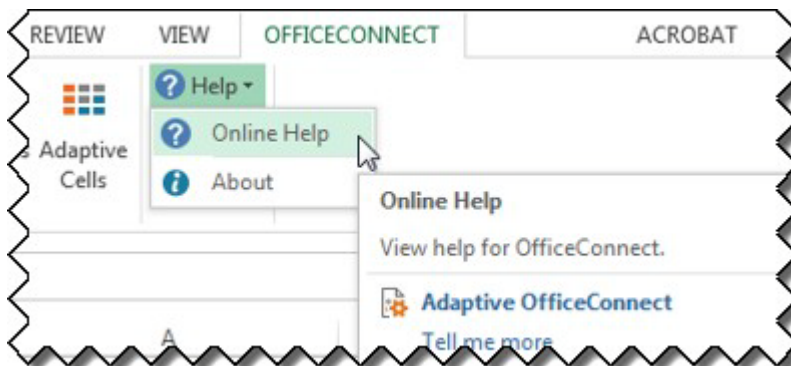 REVIEW VIEW OFFICECONNECT ACROBAT
Help
Adaptive
Cells
Online Help
About
Online Help
View help for OfficeConnect.
Adaptive OfficeConnect
Tell me more
A